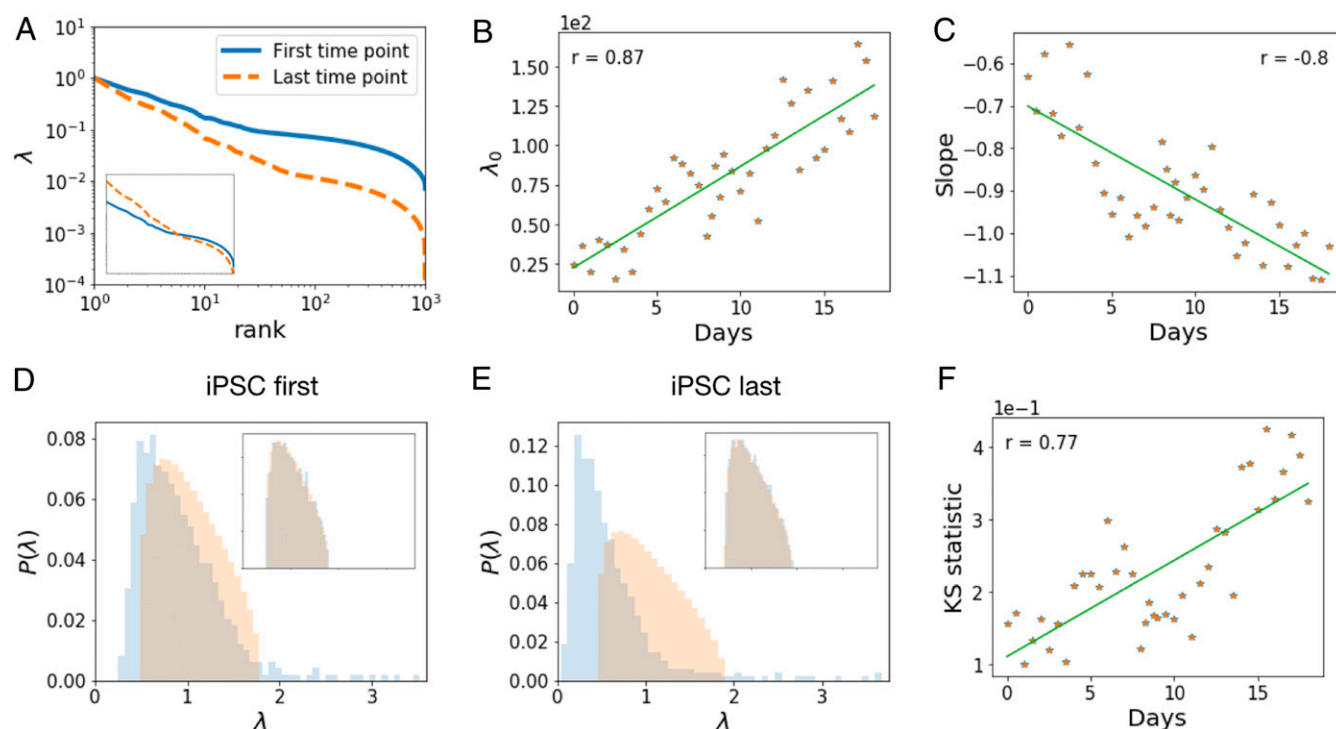 A
10^1
10^0
10^-1
10^-2
10^-3
10^-4
λ
First time point
Last time point
10^0
10^1
10^2
10^3
rank
B
1e2
r = 0.87
1.50
1.25
1.00
0.75
0.50
0.25
λ₀
0
5
10
15
Days
C
r = -0.8
−0.6
−0.7
−0.8
−0.9
−1.0
−1.1
Slope
0
5
10
15
Days
D
iPSC first
0.08
0.06
0.04
0.02
0.00
P(λ)
0
1
2
3
λ
E
iPSC last
0.12
0.10
0.08
0.06
0.04
0.02
0.00
P(λ)
0
1
2
3
λ
F
1e−1
r = 0.77
4
3
2
1
KS statistic
0
5
10
15
Days